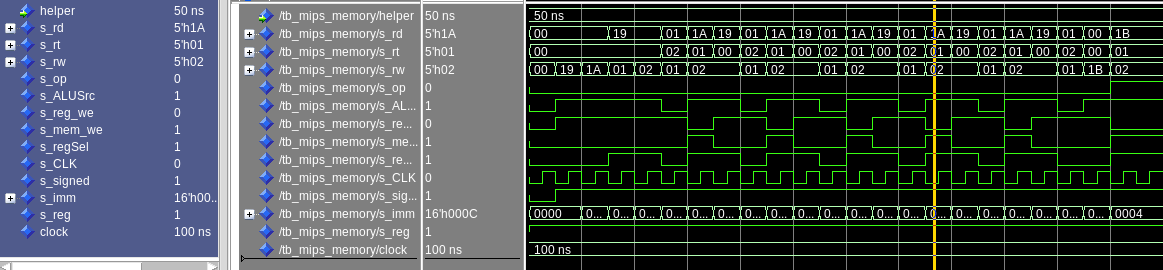 helper 50 ns
s_rd 5'h1A
s_rt 5'h01
s_rw 5'h02
s_op 0
s_ALUSrc 1
s_reg_we 0
s_mem_we 1
s_regSel 1
s_CLK 0
s_signed 1
s_imm 16'h00...
s_reg 1
clock 100 ns
/tb_mips_memory/helper 50 ns 50 ns
/tb_mips_memory/s_rd 5'h1A 00 19 01 1A 19 01 1A 19 01 1A 19 01 1A 19 01 1A 19 01 00 1B
/tb_mips_memory/s_rt 5'h01 00 02 01 00 02 01 00 02 01 00 02 01 00 02 01 00 02 01 00 01
/tb_mips_memory/s_rw 5'h02 00 19 1A 01 02 01 02 01 02 01 02 01 02 01 02 01 1B 02
/tb_mips_memory/s_op 0
/tb_mips_memory/s_AL... 1
/tb_mips_memory/s_re... 0
/tb_mips_memory/s_me... 1
/tb_mips_memory/s_re... 1
/tb_mips_memory/s_CLK 0
/tb_mips_memory/s_sig... 1
/tb_mips_memory/s_imm 16'h000C 0000 0... 0... 0... 0... 0... 0... 0... 0... 0... 0... 0... 0... 0... 0... 0... 0... 0... 0... 0... 0... 0004
/tb_mips_memory/s_reg 1
/tb_mips_memory/clock 100 ns 100 ns